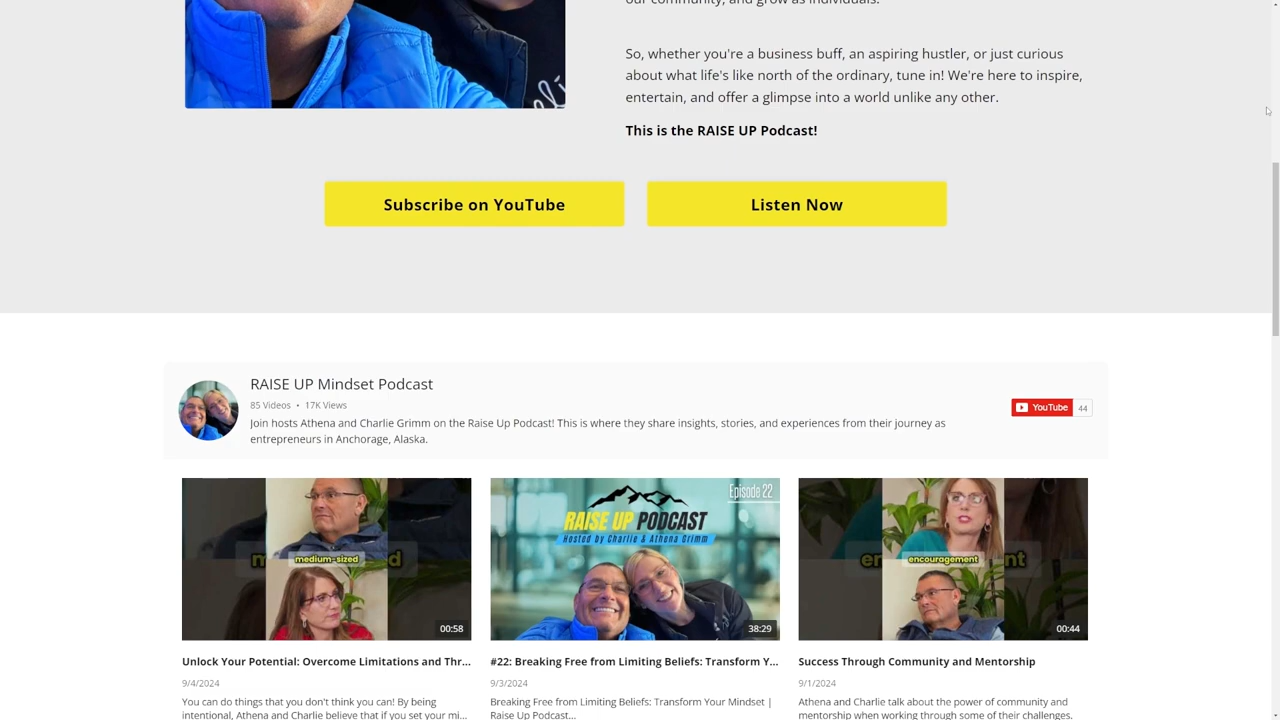 our community, and grow as individuals.
So, whether you're a business buff, an aspiring hustler, or just curious
about what life's like north of the ordinary, tune in! We're here to inspire,
entertain, and offer a glimpse into a world unlike any other.
This is the RAISE UP Podcast!
Subscribe on YouTube
Listen Now
RAISE UP Mindset Podcast
85 Videos • 17K Views
Join hosts Athena and Charlie Grimm on the Raise Up Podcast! This is where they share insights, stories, and experiences from their journey as
entrepreneurs in Anchorage, Alaska.
YouTube 44
medium-sized
00:58
Episode 22
RAISE UP PODCAST
Hosted by Charlie & Athena Grimm
38:29
encouragement
00:44
Unlock Your Potential: Overcome Limitations and Thr...
9/4/2024
You can do things that you don't think you can! By being
intentional, Athena and Charlie believe that if you set your mi...
#22: Breaking Free from Limiting Beliefs: Transform Y...
9/3/2024
Breaking Free from Limiting Beliefs: Transform Your Mindset |
Raise Up Podcast...
Success Through Community and Mentorship
9/1/2024
Athena and Charlie talk about the power of community and
mentorship when working through some of their challenges.